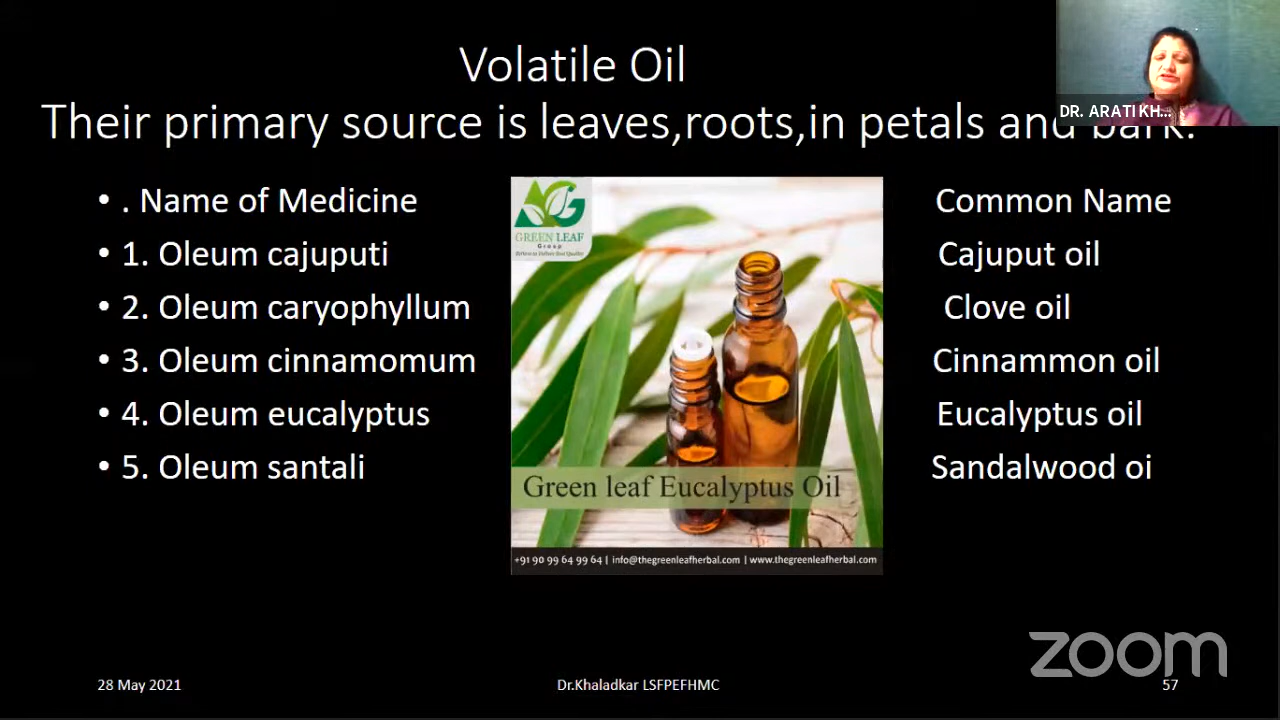 Volatile Oil
DR. ARATI KH...
Their primary source is leaves,roots,in petals and bark.
• . Name of Medicine Common Name
• 1. Oleum cajuputi Cajuput oil
• 2. Oleum caryophyllum Clove oil
• 3. Oleum cinnamomum Cinnammon oil
• 4. Oleum eucalyptus Eucalyptus oil
• 5. Oleum santali Sandalwood oi
GREEN LEAF
Group
Green leaf Eucalyptus Oil
+91 90 99 64 99 64 | info@thegreenleafherbal.com | www.thegreenleafherbal.com
zoom
28 May 2021 Dr.Khaladkar LSFPEFHMC 57